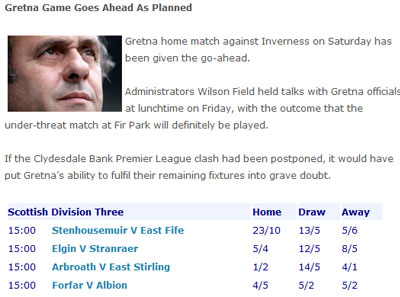 Gretna Game Goes Ahead As Planned
Gretna home match against Inverness on Saturday has
been given the go-ahead.
Administrators Wilson Field held talks with Gretna officials
at lunchtime on Friday, with the outcome that the
under-threat match at Fir Park will definitely be played.
If the Clydesdale Bank Premier League clash had been postponed, it would have
put Gretna's ability to fulfil their remaining fixtures into grave doubt.
Scottish Division Three Home Draw Away
15:00 Stenhousemuir V East Fife 23/10 13/5 5/6
15:00 Elgin V Stranraer 5/4 12/5 8/5
15:00 Arbroath V East Stirling 1/2 14/5 4/1
15:00 Forfar V Albion 4/5 5/2 5/2